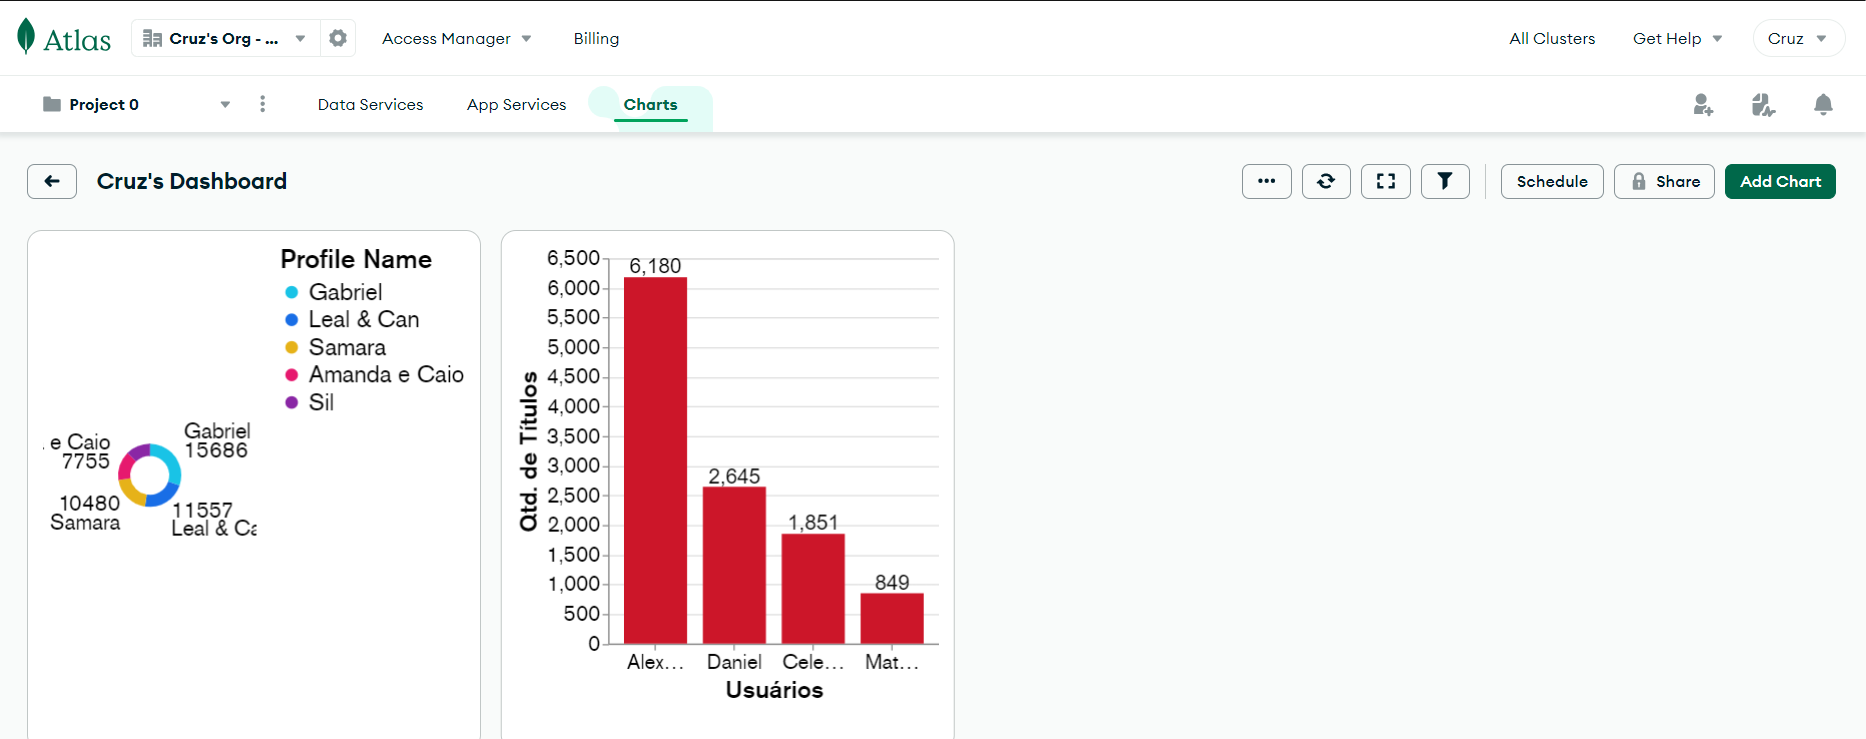 Atlas
Cruz's Org - ...
Access Manager
Billing
All Clusters
Get Help
Cruz
Project 0
Data Services
App Services
Charts
Cruz's Dashboard
Schedule
Share
Add Chart
Profile Name
Gabriel
Leal & Can
Samara
Amanda e Caio
Sil
e Caio
7755
Gabriel
15686
10480
Samara
11557
Leal & Ca
Qtd. de Títulos
6,500
6,000
5,500
5,000
4,500
4,000
3,500
3,000
2,500
2,000
1,500
1,000
500
0
6,180
2,645
1,851
849
Alex...
Daniel
Cele...
Mat...
Usuários